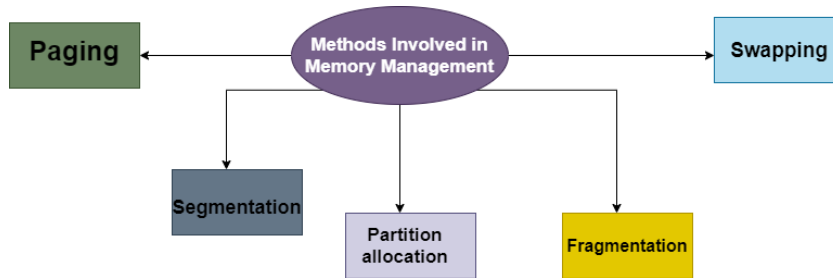 Methods Involved in
Memory Management
Paging
Swapping
Segmentation
Partition
allocation
Fragmentation